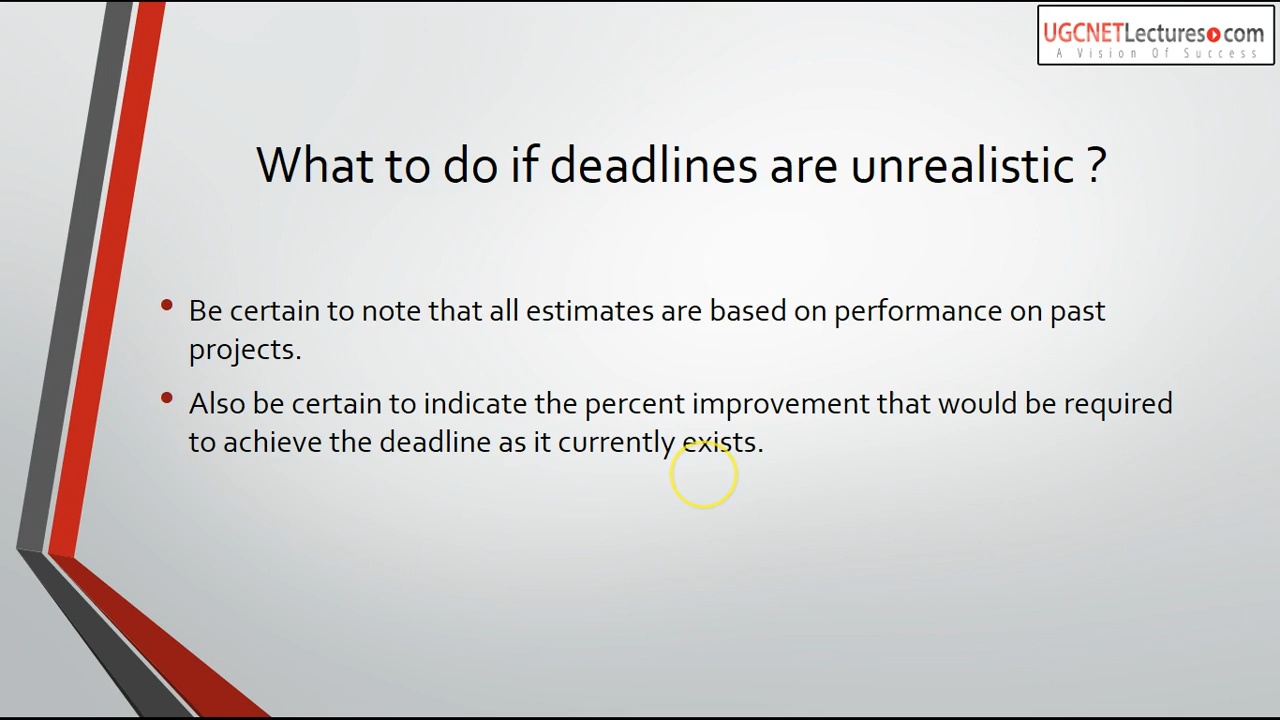 UGCNETLectures.com
A Vision Of Success
What to do if deadlines are unrealistic ?
• Be certain to note that all estimates are based on performance on past
projects.
• Also be certain to indicate the percent improvement that would be required
to achieve the deadline as it currently exists.